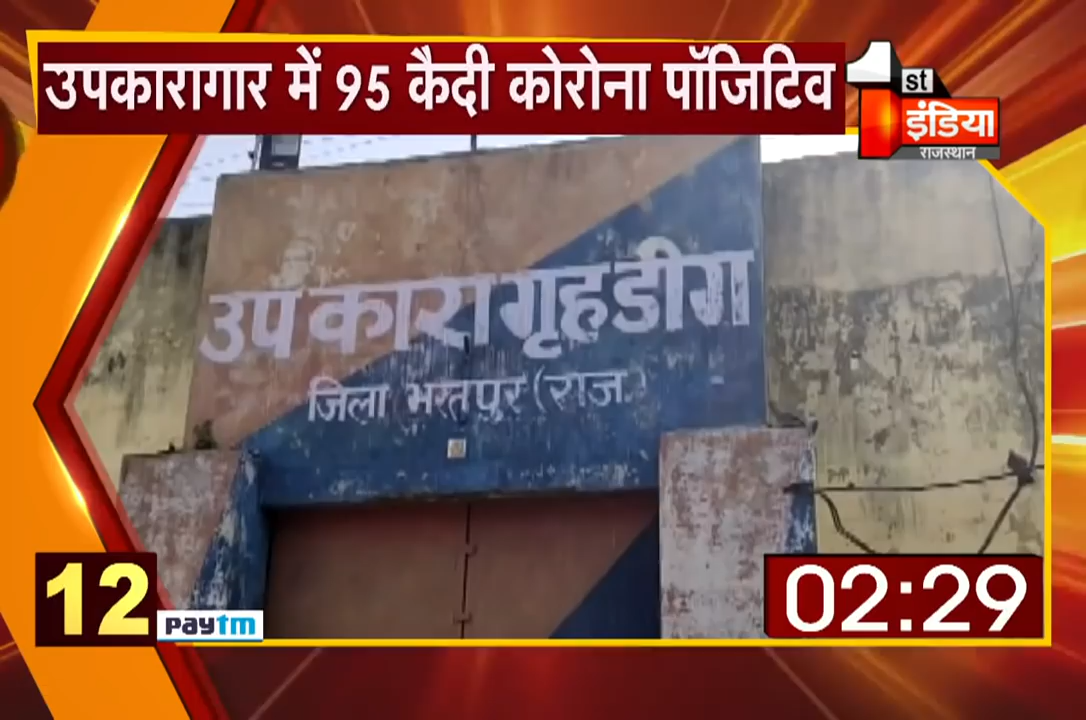 उपकारागार में 95 कैदी कोरोना पॉजिटिव
1st
इंडिया
राजस्थान
उप कारागृह डीग
जिला भरतपुर (राज.)
12
paytm
02:29